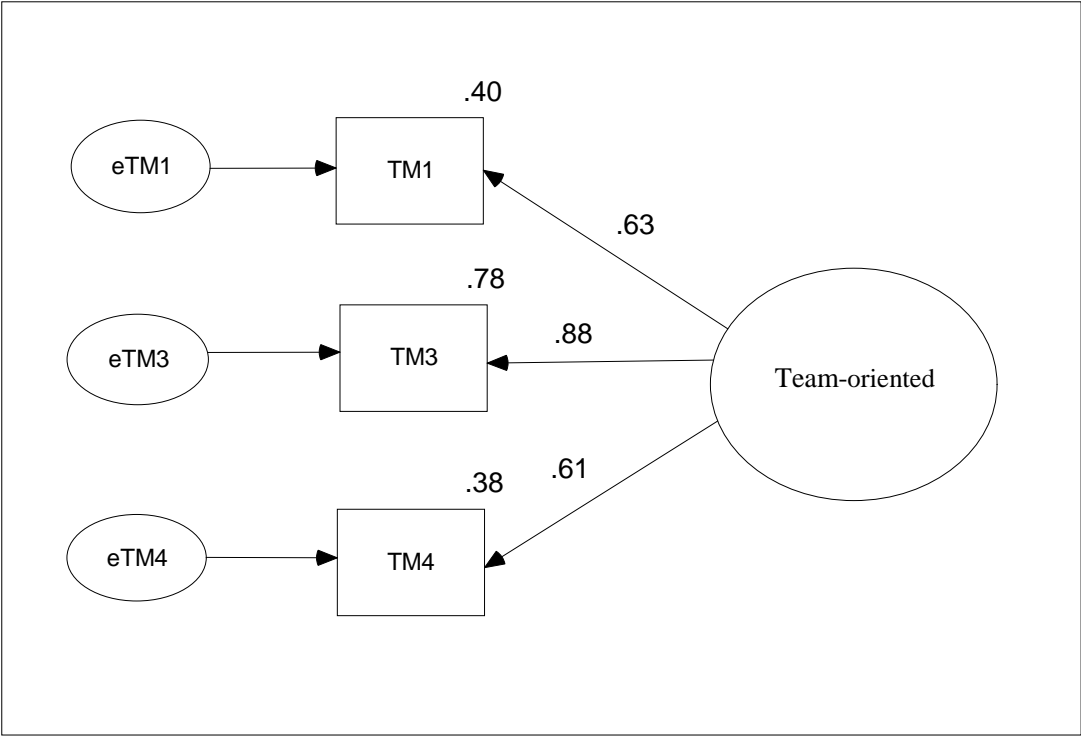 .40
eTM1
TM1
.63
.78
eTM3
TM3
.88
Team-oriented
.38
.61
eTM4
TM4